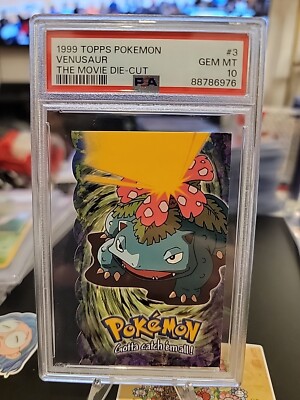 1999 TOPPS POKEMON #3
VENUSAUR GEM MT
THE MOVIE DIE-CUT 10
PSA 88786976
POKéMON
Gotta catch 'em all!